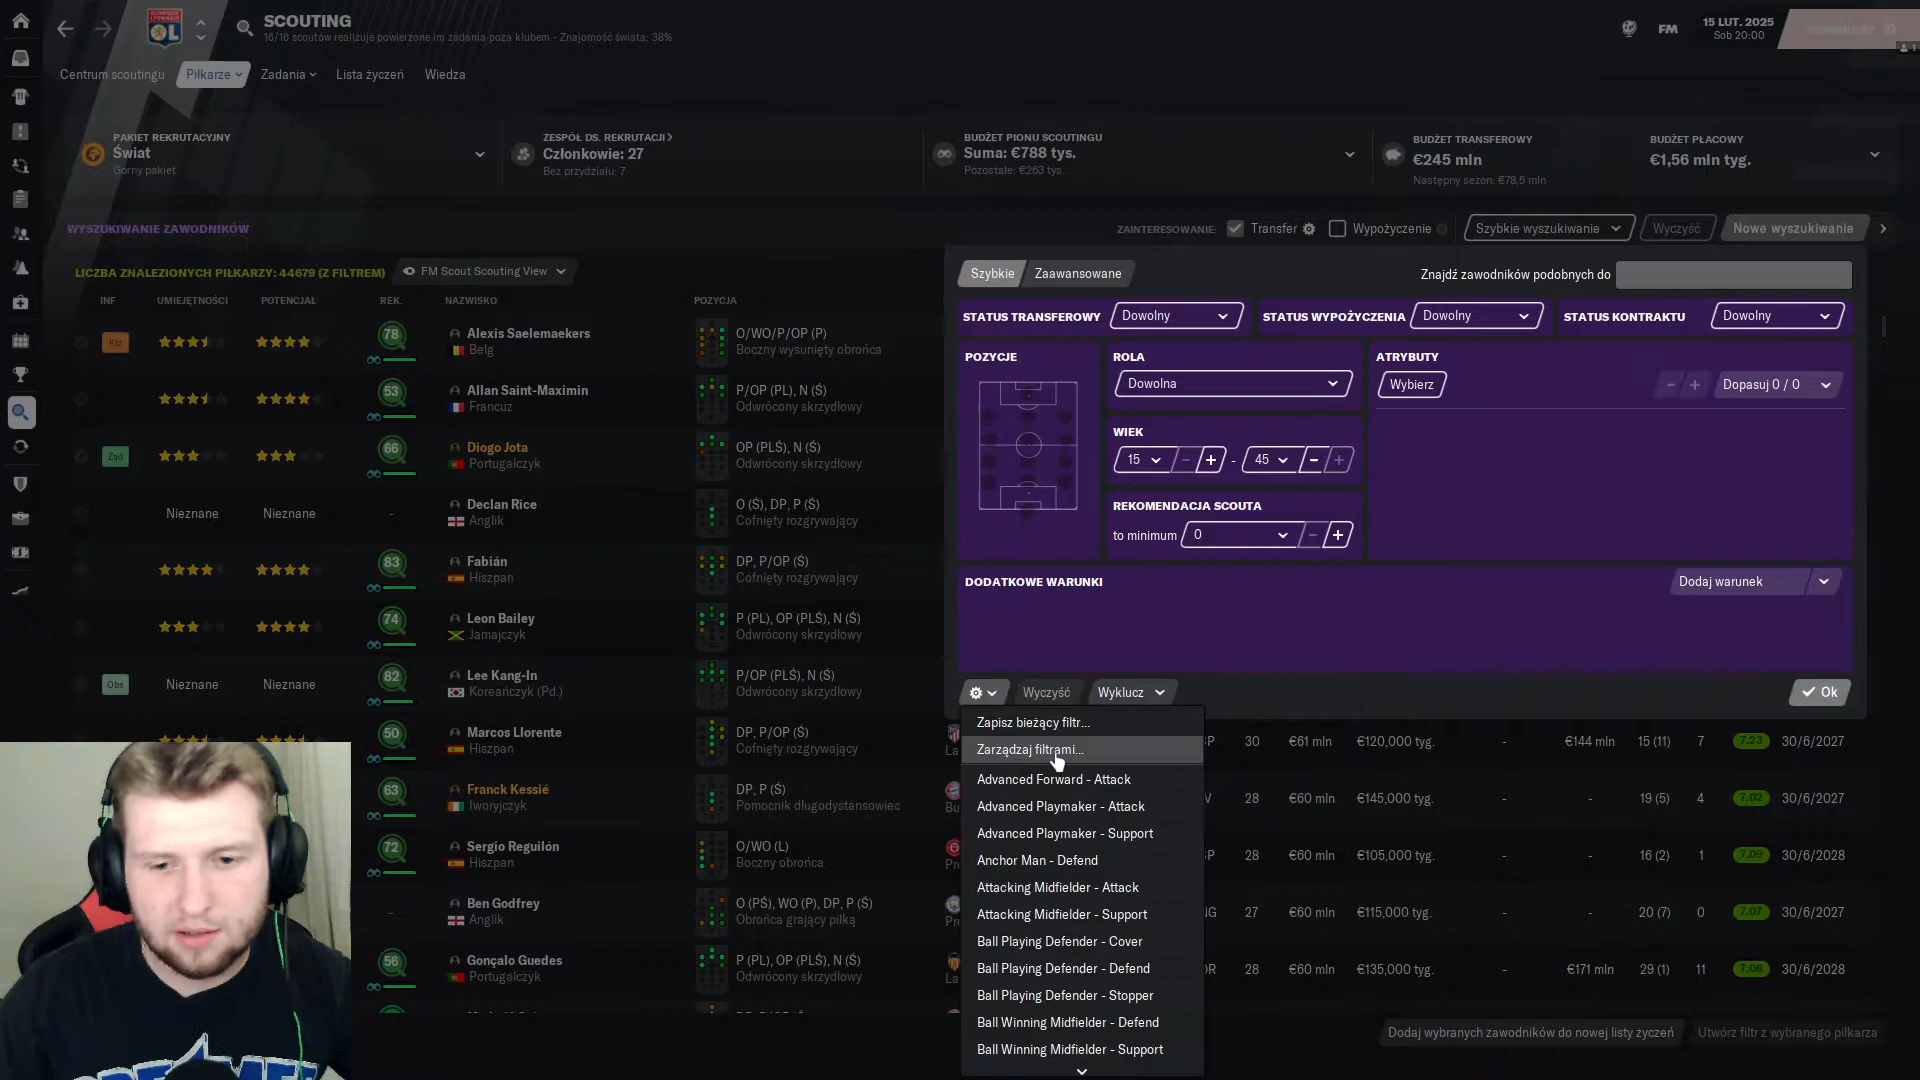 SCOUTING
16/16 scoutów realizuje powierzone im zadania poza klubem - Znajomość świata: 38%
FM
15 LUT. 2025
Sob 20:00
Centrum scoutingu
Piłkarze
Zadania
Lista życzeń
Wiedza
PAKIET REKRUTACYJNY
Świat
Górny pakiet
ZESPÓŁ DS. REKRUTACJI
Członkowie: 27
Bez przydziału: 7
BUDŻET PIONU SCOUTINGU
Suma: €788 tys.
Pozostałe: €263 tys.
BUDŻET TRANSFEROWY
€245 mln
Następny sezon: €78,5 mln
BUDŻET PŁACOWY
€1,56 mln tyg.
WYSZUKIWANIE ZAWODNIKÓW
ZAINTERESOWANIE:
Transfer
Wypożyczenie
Szybkie wyszukiwanie
Wyczyść
Nowe wyszukiwanie
LICZBA ZNALEZIONYCH PIŁKARZY: 44679 (Z FILTREM)
FM Scout Scouting View
INF UMIEJĘTNOŚCI POTENCJAŁ REK. NAZWISKO POZYCJA
Ktz 78 Alexis Saelemaekers O/WO/P/OP (P)
Belg Boczny wysunięty obrońca
53 Allan Saint-Maximin P/OP (PL), N (Ś)
Francuz Odwrócony skrzydłowy
Żąd 66 Diogo Jota OP (PLŚ), N (Ś)
Portugalczyk Odwrócony skrzydłowy
Nieznane Nieznane - Declan Rice O (Ś), DP, P (Ś)
Anglik Cofnięty rozgrywający
83 Fabián DP, P/OP (Ś)
Hiszpan Cofnięty rozgrywający
74 Leon Bailey P (PL), OP (PLŚ), N (Ś)
Jamajczyk Odwrócony skrzydłowy
Obs Nieznane Nieznane 82 Lee Kang-In P/OP (PLŚ), N (Ś)
Koreańczyk (Pd.) Odwrócony skrzydłowy
50 Marcos Llorente DP, P/OP (Ś)
Hiszpan Cofnięty rozgrywający
63 Franck Kessié DP, P (Ś)
Iworyjczyk Pomocnik długodystansowiec
72 Sergio Reguilón O/WO (L)
Hiszpan Boczny obrońca
- Ben Godfrey O (PŚ), WO (P), DP, P (Ś)
Anglik Obrońca grający piłką
56 Gonçalo Guedes P (PL), OP (PLŚ), N (Ś)
Portugalczyk Odwrócony skrzydłowy
Szybkie
Zaawansowane
Znajdź zawodników podobnych do
STATUS TRANSFEROWY Dowolny
STATUS WYPOŻYCZENIA Dowolny
STATUS KONTRAKTU Dowolny
POZYCJE
ROLA
Dowolna
WIEK
15 - + - 45 - +
REKOMENDACJA SCOUTA
to minimum 0 - +
ATRYBUTY
Wybierz
- + Dopasuj 0 / 0
DODATKOWE WARUNKI
Dodaj warunek
Wyczyść
Wyklucz
Ok
Zapisz bieżący filtr...
Zarządzaj filtrami...
Advanced Forward - Attack
Advanced Playmaker - Attack
Advanced Playmaker - Support
Anchor Man - Defend
Attacking Midfielder - Attack
Attacking Midfielder - Support
Ball Playing Defender - Cover
Ball Playing Defender - Defend
Ball Playing Defender - Stopper
Ball Winning Midfielder - Defend
Ball Winning Midfielder - Support
30 €61 mln €120,000 tyg. - €144 mln 15 (11) 7 7.23 30/6/2027
28 €60 mln €145,000 tyg. - - 19 (5) 4 7.02 30/6/2027
28 €60 mln €105,000 tyg. - - 16 (2) 1 7.09 30/6/2028
27 €60 mln €115,000 tyg. - - 20 (7) 0 7.07 30/6/2027
28 €60 mln €135,000 tyg. - €171 mln 29 (1) 11 7.06 30/6/2028
Dodaj wybranych zawodników do nowej listy życzeń
Utwórz filtr z wybranego piłkarza